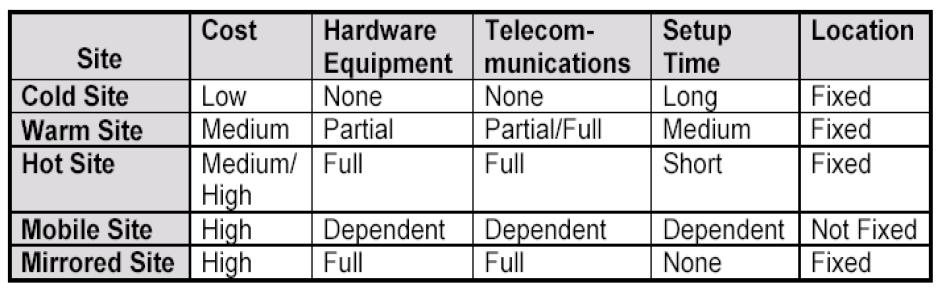 Site Cost Hardware Equipment Telecom-munications Setup Time Location
Cold Site Low None None Long Fixed
Warm Site Medium Partial Partial/Full Medium Fixed
Hot Site Medium/High Full Full Short Fixed
Mobile Site High Dependent Dependent Dependent Not Fixed
Mirrored Site High Full Full None Fixed